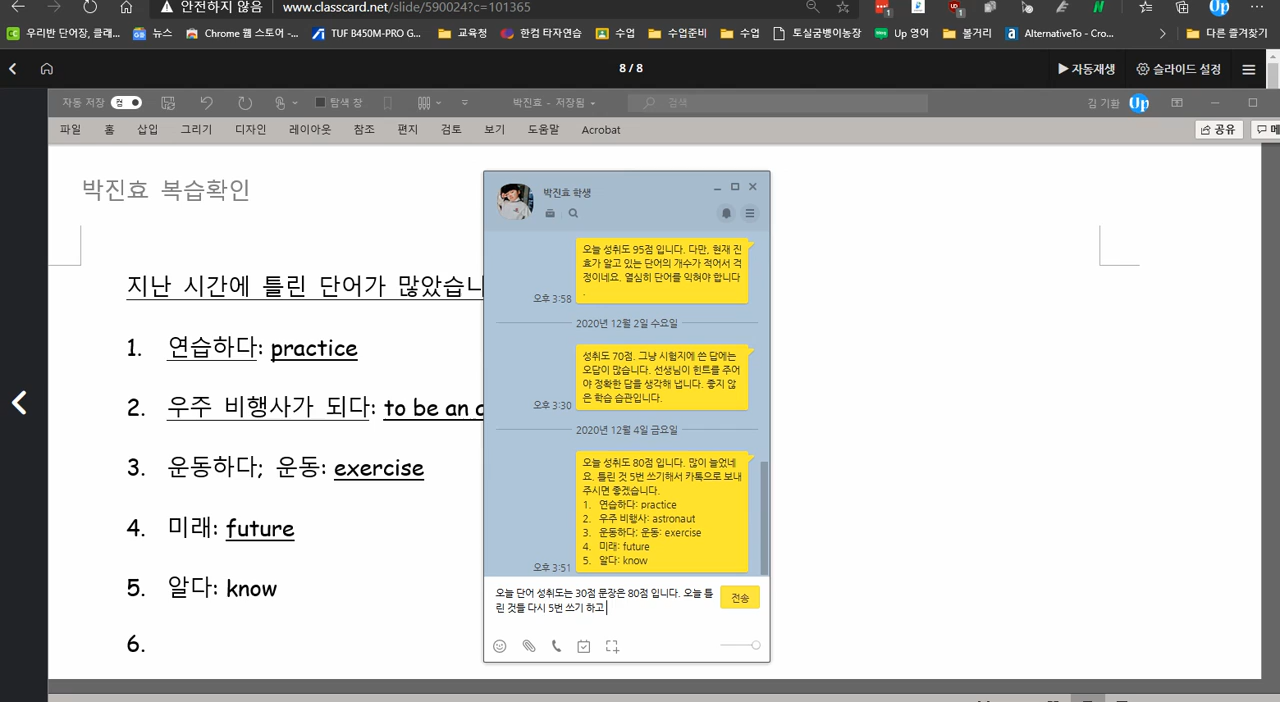 안전하지 않음
www.classcard.net/slide/590024?c=101365
우리반 단어장, 클래...
뉴스
Chrome 웹 스토어 -...
TUF B450M-PRO G...
교육청
한컴 타자연습
수업
수업준비
수업
토실굼벵이농장
Up 영어
볼거리
AlternativeTo - Cro...
다른 즐겨찾기
8 / 8
자동재생
슬라이드 설정
자동 저장
탐색 창
박진효 - 저장됨
검색
김 기환
Up
파일 홈 삽입 그리기 디자인 레이아웃 참조 편지 검토 보기 도움말 Acrobat
공유
박진효 복습확인
지난 시간에 틀린 단어가 많았습니
1. 연습하다: practice
2. 우주 비행사가 되다: to be an
3. 운동하다; 운동: exercise
4. 미래: future
5. 알다: know
6.
박진효 학생
오늘 성취도 95점 입니다. 다만, 현재 진
효가 알고 있는 단어의 개수가 적어서 걱
정이네요. 열심히 단어를 익혀야 합니다
.
오후 3:58
2020년 12월 2일 수요일
성취도 70점. 그냥 시험지에 쓴 답에는
오답이 많습니다. 선생님이 힌트를 주어
야 정확한 답을 생각해 냅니다. 좋지 않
은 학습 습관입니다.
오후 3:30
2020년 12월 4일 금요일
오늘 성취도 80점 입니다. 많이 늘었네
요. 틀린 것 5번 쓰기해서 카톡으로 보내
주시면 좋겠습니다.
1. 연습하다: practice
2. 우주 비행사: astronaut
3. 운동하다; 운동: exercise
4. 미래: future
5. 알다: know
오후 3:51
오늘 단어 성취도는 30점 문장은 80점 입니다. 오늘 틀
린 것들 다시 5번 쓰기 하고
전송